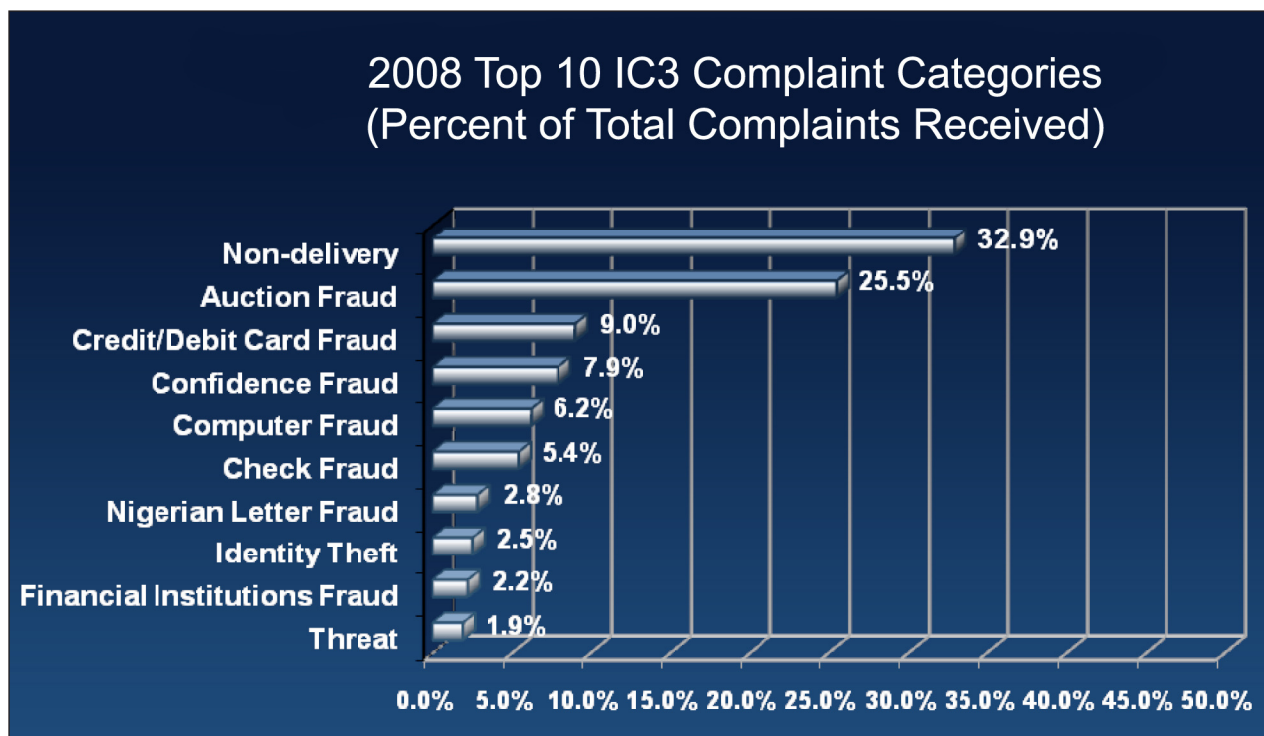 2008 Top 10 IC3 Complaint Categories
(Percent of Total Complaints Received)
Non-delivery 32.9%
Auction Fraud 25.5%
Credit/Debit Card Fraud 9.0%
Confidence Fraud 7.9%
Computer Fraud 6.2%
Check Fraud 5.4%
Nigerian Letter Fraud 2.8%
Identity Theft 2.5%
Financial Institutions Fraud 2.2%
Threat 1.9%
0.0% 5.0% 10.0% 15.0% 20.0% 25.0% 30.0% 35.0% 40.0% 45.0% 50.0%